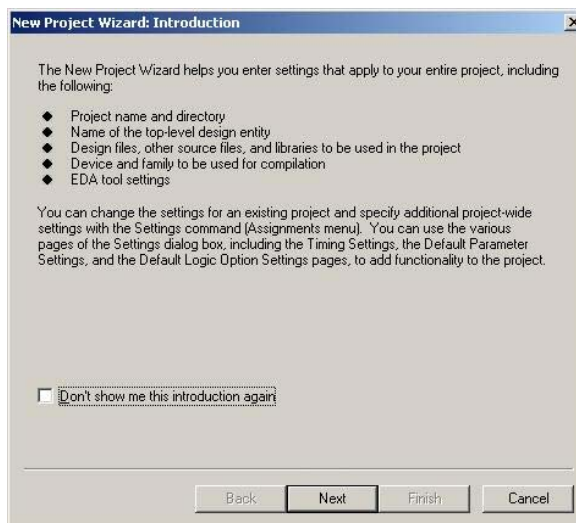 New Project Wizard: Introduction
The New Project Wizard helps you enter settings that apply to your entire project, including
the following:
◆ Project name and directory
◆ Name of the top-level design entity
◆ Design files, other source files, and libraries to be used in the project
◆ Device and family to be used for compilation
◆ EDA tool settings
You can change the settings for an existing project and specify additional project-wide
settings with the Settings command (Assignments menu). You can use the various
pages of the Settings dialog box, including the Timing Settings, the Default Parameter
Settings, and the Default Logic Option Settings pages, to add functionality to the project.
Don't show me this introduction again
Back Next Finish Cancel